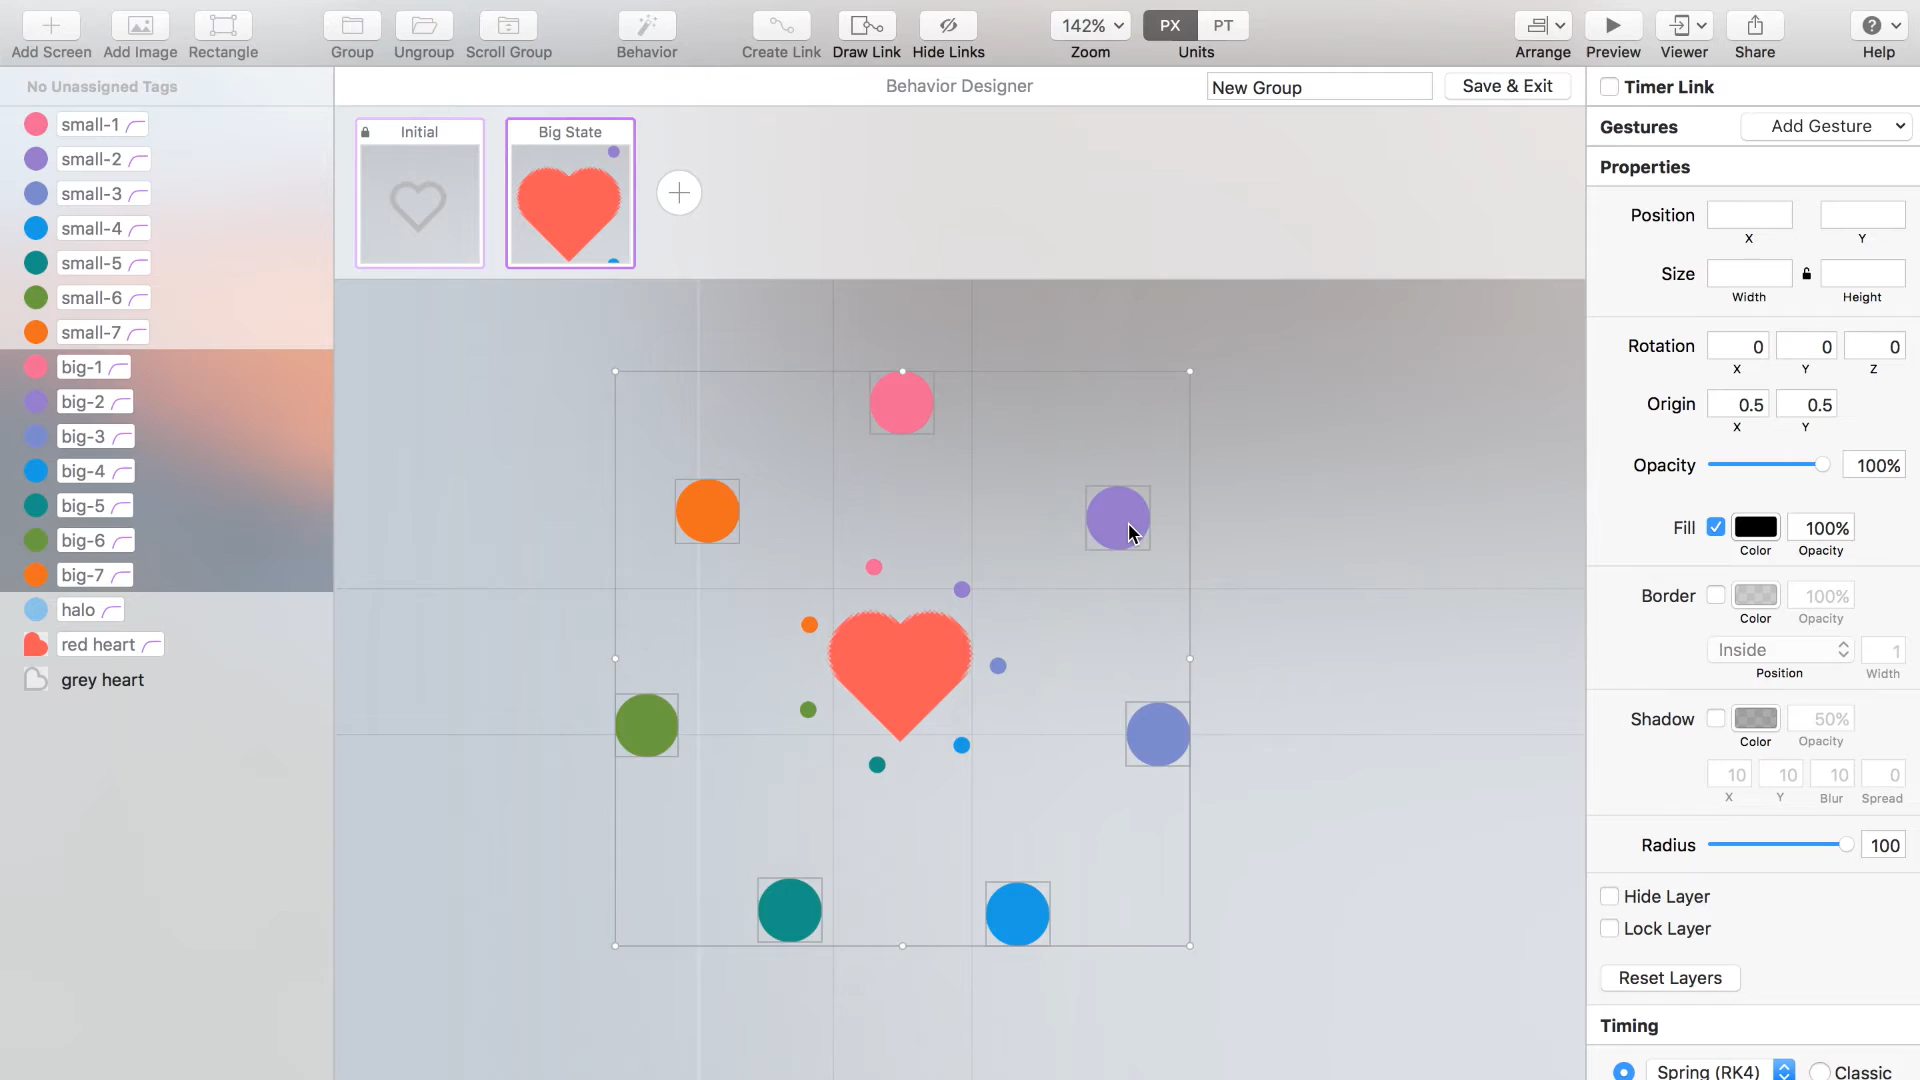 Add Screen Add Image Rectangle Group Ungroup Scroll Group Behavior Create Link Draw Link Hide Links 142% Zoom PX PT Units Arrange Preview Viewer Share ? Help
No Unassigned Tags
Behavior Designer New Group Save & Exit
Timer Link
small-1
small-2
small-3
small-4
small-5
small-6
small-7
big-1
big-2
big-3
big-4
big-5
big-6
big-7
halo
red heart
grey heart
Initial
Big State
Gestures Add Gesture
Properties
Position
X Y
Size
Width Height
Rotation 0 0 0
X Y Z
Origin 0.5 0.5
X Y
Opacity 100%
Fill 100%
Color Opacity
Border 100%
Color Opacity
Inside 1
Position Width
Shadow 50%
Color Opacity
10 10 10 0
X Y Blur Spread
Radius 100
Hide Layer
Lock Layer
Reset Layers
Timing
Spring (RK4) Classic